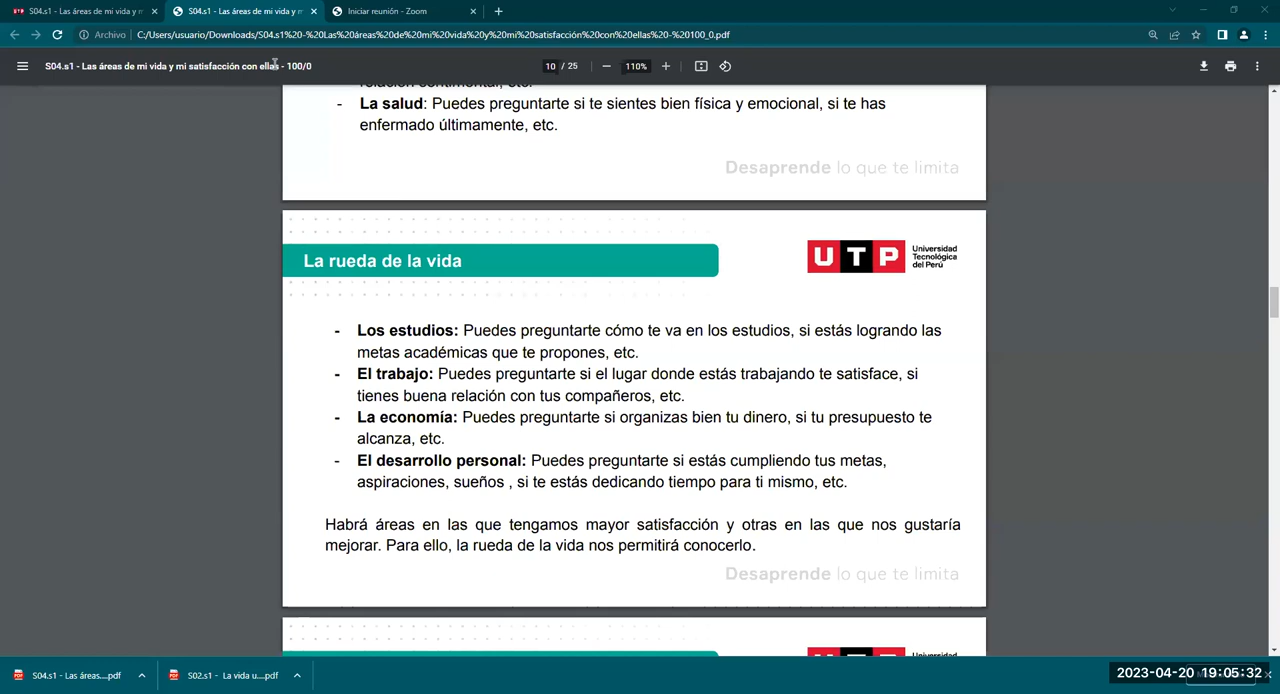 S04.s1 - Las áreas de mi vida y m
S04.s1 - Las áreas de mi vida y m
Iniciar reunión - Zoom
Archivo
C:/Users/usuario/Downloads/S04.s1%20-%20Las%20áreas%20de%20mi%20vida%20y%20mi%20satisfacción%20con%20ellas%20-%20100_0.pdf
S04.s1 - Las áreas de mi vida y mi satisfacción con ellas - 100/0
10 / 25
110%
- La salud: Puedes preguntarte si te sientes bien física y emocional, si te has
enfermado últimamente, etc.
Desaprende lo que te limita
La rueda de la vida
UTP
Universidad
Tecnológica
del Perú
- Los estudios: Puedes preguntarte cómo te va en los estudios, si estás logrando las
metas académicas que te propones, etc.
- El trabajo: Puedes preguntarte si el lugar donde estás trabajando te satisface, si
tienes buena relación con tus compañeros, etc.
- La economía: Puedes preguntarte si organizas bien tu dinero, si tu presupuesto te
alcanza, etc.
- El desarrollo personal: Puedes preguntarte si estás cumpliendo tus metas,
aspiraciones, sueños , si te estás dedicando tiempo para ti mismo, etc.
Habrá áreas en las que tengamos mayor satisfacción y otras en las que nos gustaría
mejorar. Para ello, la rueda de la vida nos permitirá conocerlo.
Desaprende lo que te limita
S04.s1 - Las áreas....pdf
S02.s1 - La vida u....pdf
2023-04-20 19:05:32